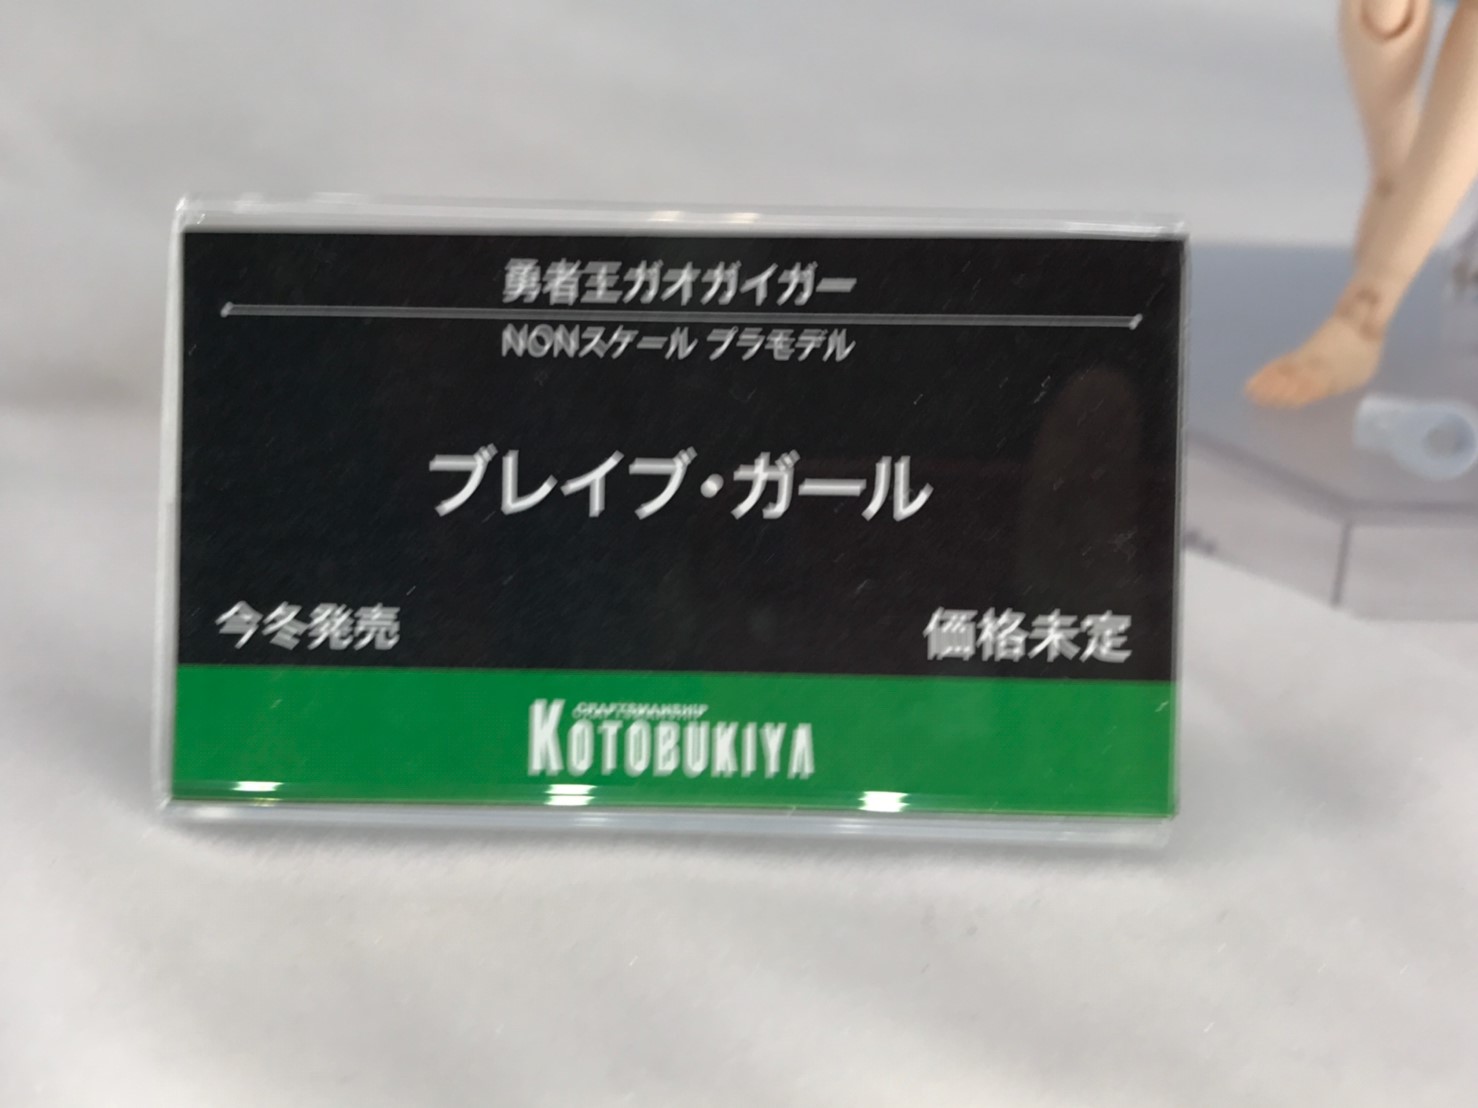 勇者王ガオガイガー
NONスケール プラモデル
ブレイブ・ガール
今冬発売
価格未定
CRAFTSMANSHIP
KOTOBUKIYA